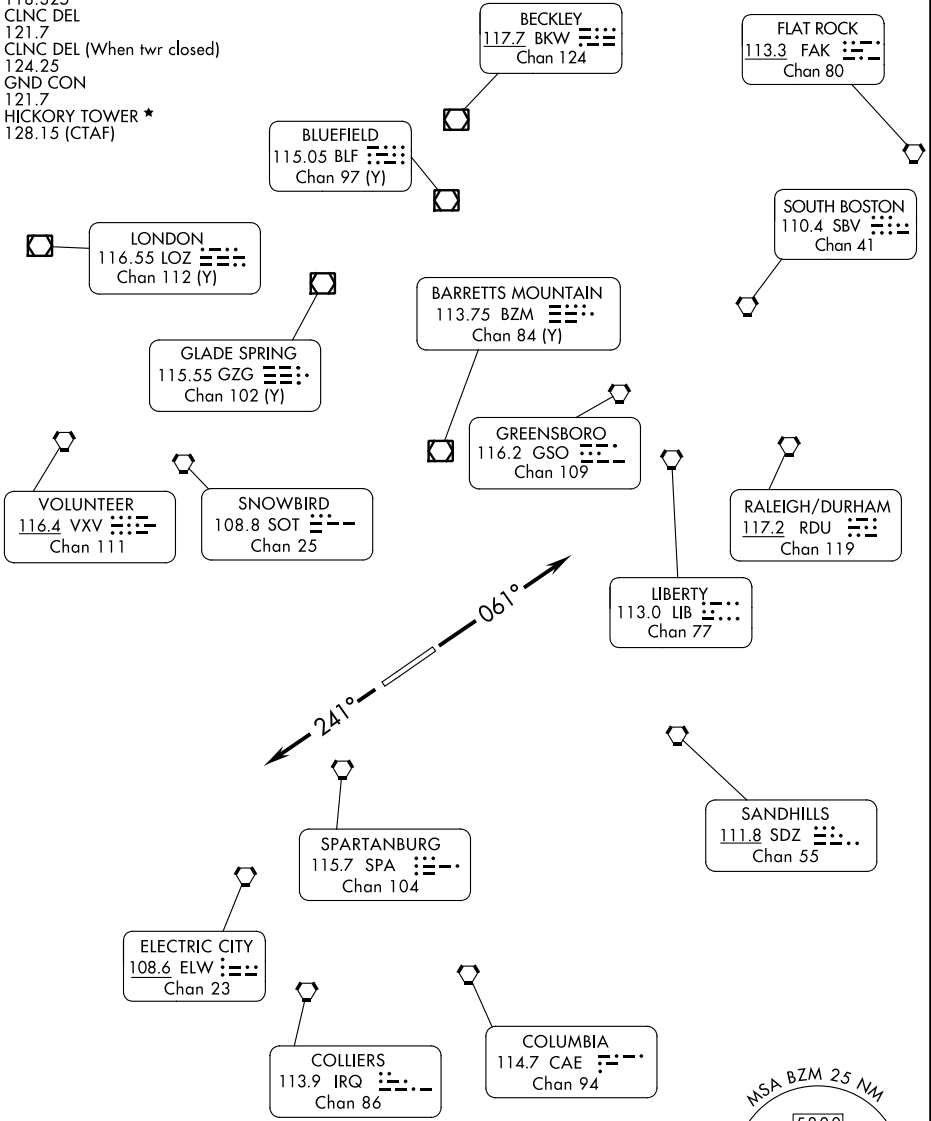 CLNC DEL
121.7
CLNC DEL (When twr closed)
124.25
GND CON
121.7
HICKORY TOWER ★
128.15 (CTAF)
BECKLEY
117.7 BKW
Chan 124
FLAT ROCK
113.3 FAK
Chan 80
BLUEFIELD
115.05 BLF
Chan 97 (Y)
SOUTH BOSTON
110.4 SBV
Chan 41
LONDON
116.55 LOZ
Chan 112 (Y)
BARRETTS MOUNTAIN
113.75 BZM
Chan 84 (Y)
GLADE SPRING
115.55 GZG
Chan 102 (Y)
GREENSBORO
116.2 GSO
Chan 109
VOLUNTEER
116.4 VXV
Chan 111
SNOWBIRD
108.8 SOT
Chan 25
RALEIGH/DURHAM
117.2 RDU
Chan 119
LIBERTY
113.0 LIB
Chan 77
061°
241°
SANDHILLS
111.8 SDZ
Chan 55
SPARTANBURG
115.7 SPA
Chan 104
ELECTRIC CITY
108.6 ELW
Chan 23
COLUMBIA
114.7 CAE
Chan 94
COLLIERS
113.9 IRQ
Chan 86
MSA BZM 25 NM